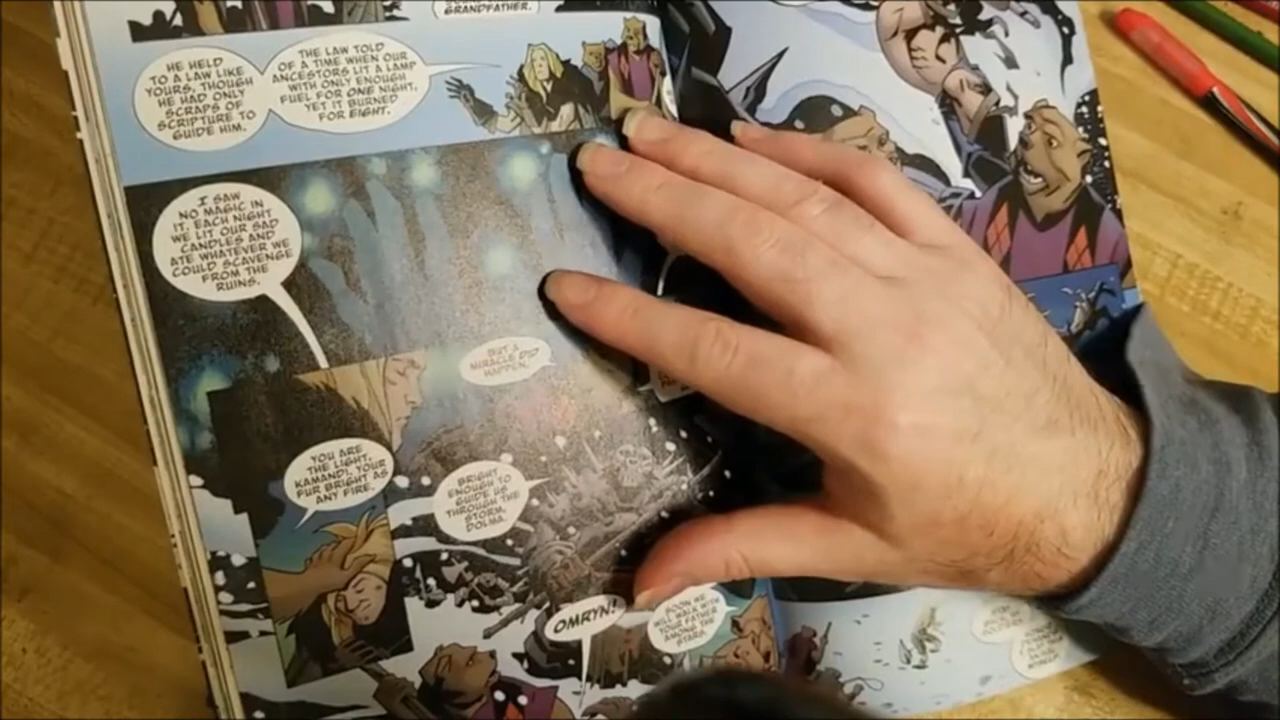 GRANDFATHER.
HE HELD
TO A LAW LIKE
YOURS, THOUGH
HE HAD ONLY
SCRAPS OF
SCRIPTURE TO
GUIDE HIM.
THE LAW TOLD
OF A TIME WHEN OUR
ANCESTORS LIT A LAMP
WITH ONLY ENOUGH
FUEL FOR ONE NIGHT,
YET IT BURNED
FOR EIGHT.
I SAW
NO MAGIC IN
IT. EACH NIGHT
WE LIT OUR SAD
CANDLES AND
ATE WHATEVER WE
COULD SCAVENGE
FROM THE
RUINS.
BUT A
MIRACLE DID
HAPPEN.
YOU ARE
THE LIGHT,
KAMANDI. YOUR
FUR BRIGHT AS
ANY FIRE.
BRIGHT
ENOUGH TO
GUIDE US
THROUGH THE
STORM,
DOLMA.
OMRYN!
SOON WE
WILL WALK WITH
YOUR FATHER
AMONG THE
STARS.